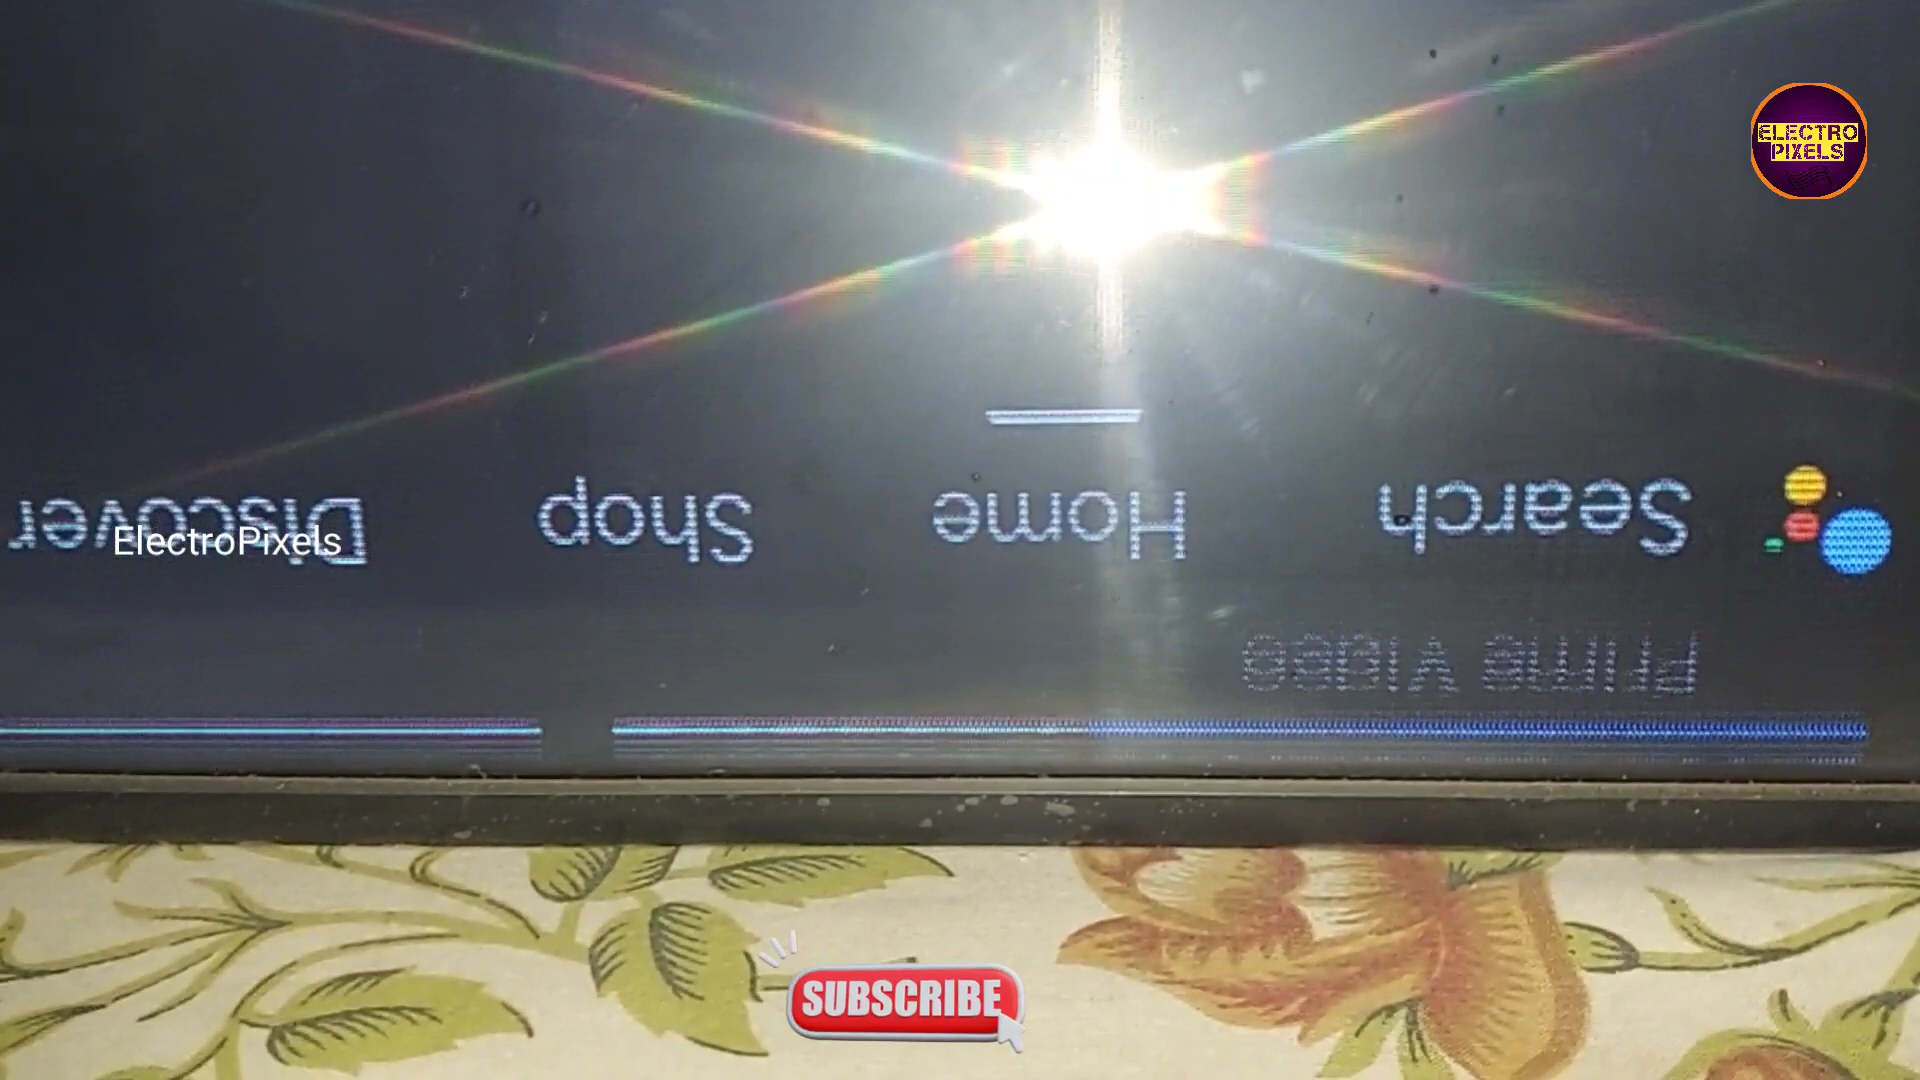 ELECTRO
PIXELS
Search Home Shop Discover
ElectroPixels
Prime video
SUBSCRIBE